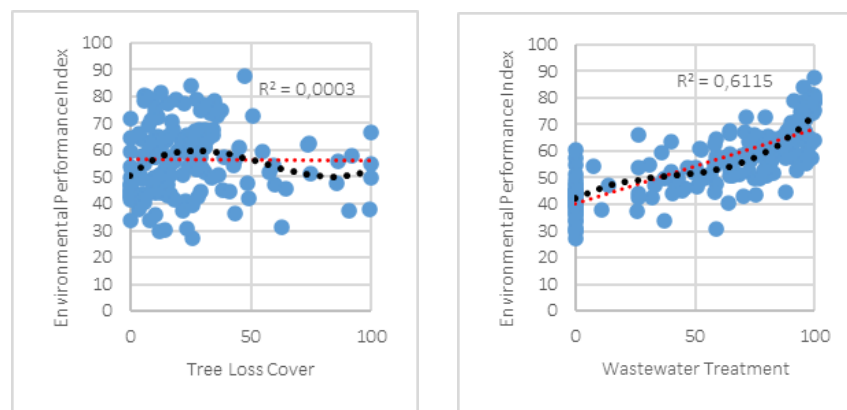 Environmental Performance Index
100
90
80
70
60
50
40
30
20
10
0
R² = 0,0003
0 50 100
Tree Loss Cover
Environmental Performance Index
100
90
80
70
60
50
40
30
20
10
0
R² = 0,6115
0 50 100
Wastewater Treatment